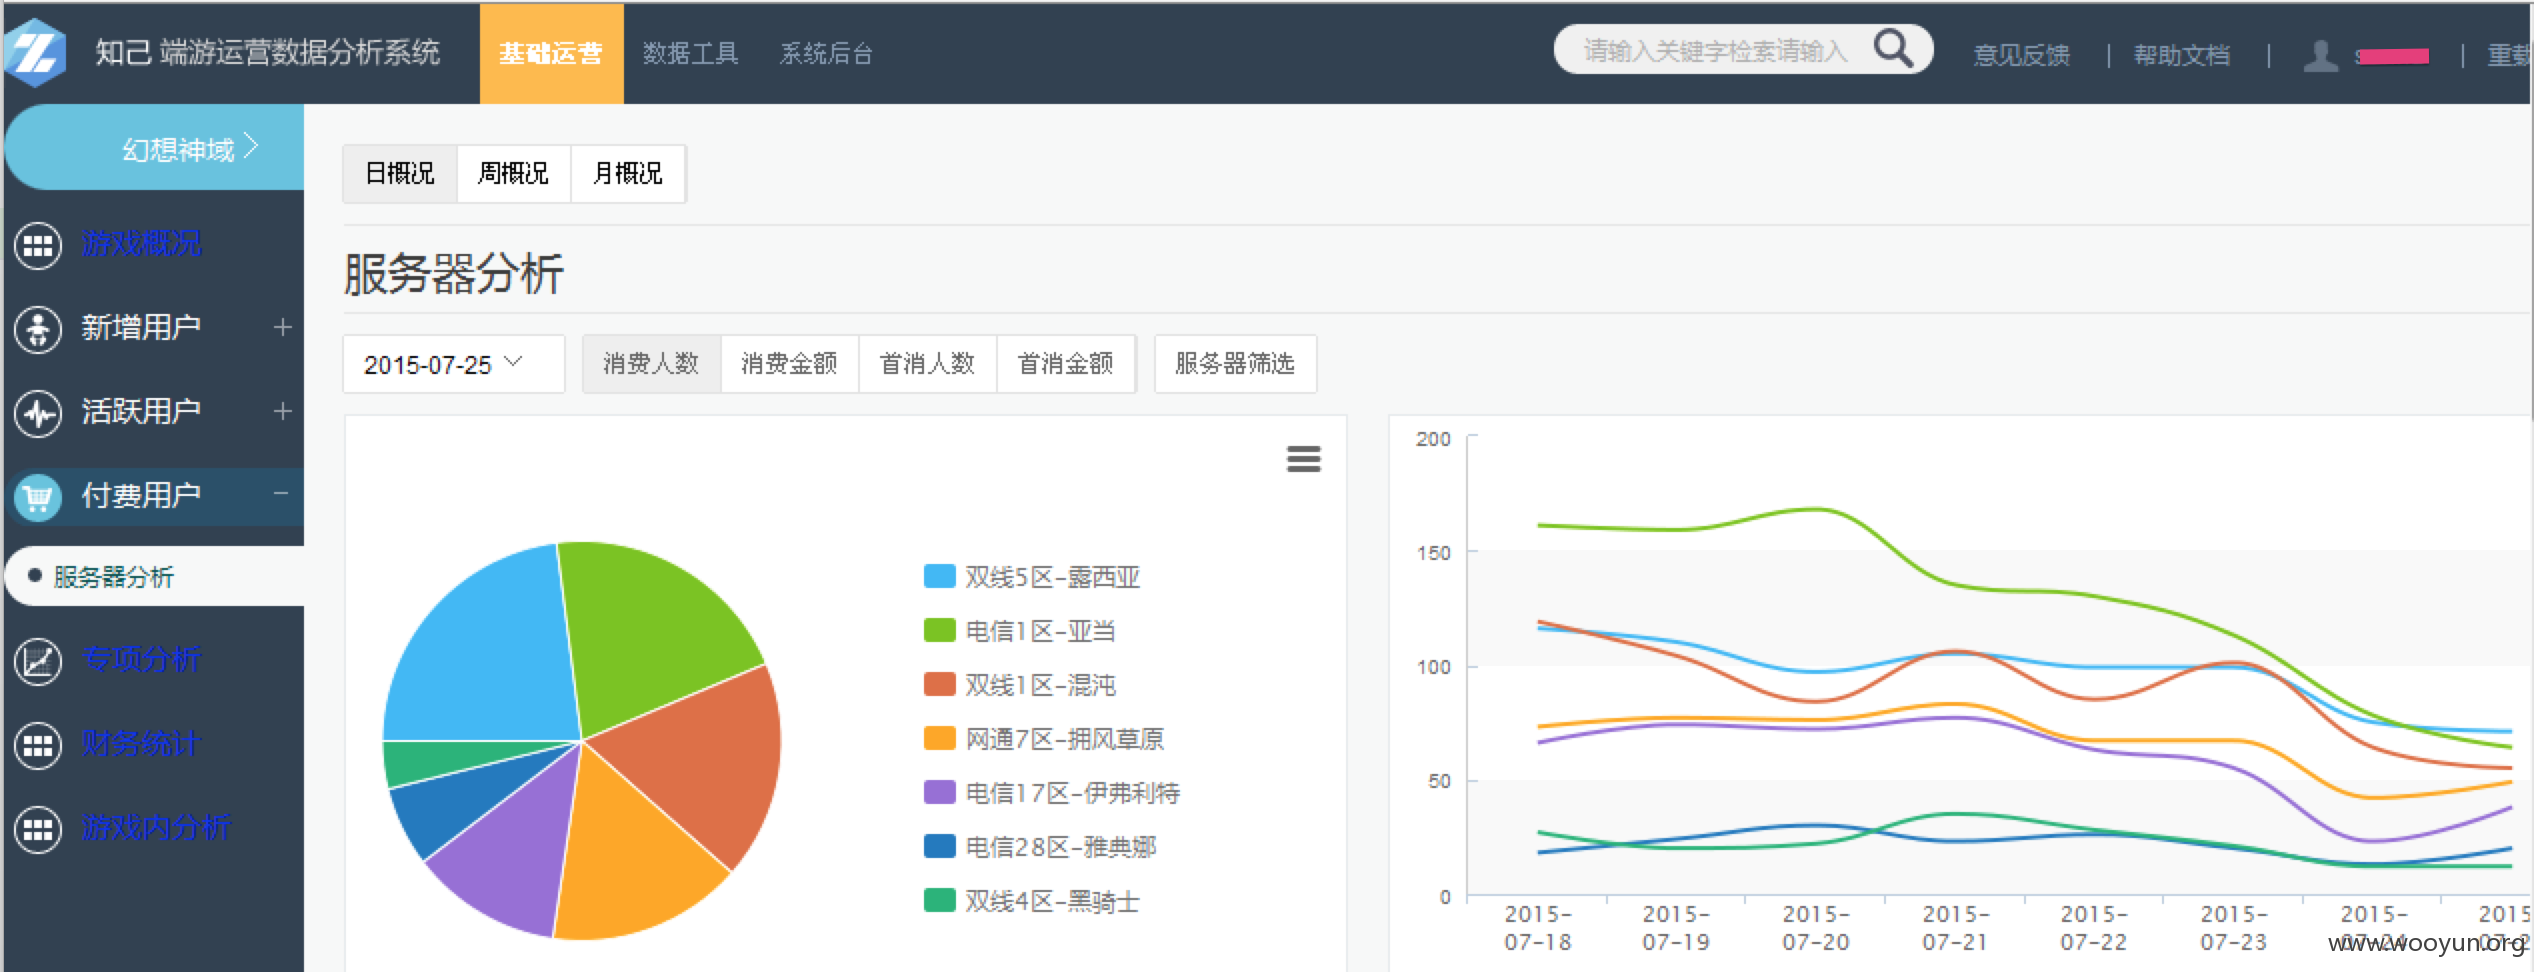 知己 端游运营数据分析系统
基础运营
数据工具
系统后台
请输入关键字检索请输入
意见反馈
|
帮助文档
|
|
重载
幻想神域
游戏概况
新增用户
+
活跃用户
+
付费用户
−
服务器分析
专项分析
财务统计
游戏内分析
日概况
周概况
月概况
服务器分析
2015-07-25
消费人数
消费金额
首消人数
首消金额
服务器筛选
双线5区-露西亚
电信1区-亚当
双线1区-混沌
网通7区-拥风草原
电信17区-伊弗利特
电信28区-雅典娜
双线4区-黑骑士
200
150
100
50
0
2015-
07-18
2015-
07-19
2015-
07-20
2015-
07-21
2015-
07-22
2015-
07-23
2015-
07-24
2015
07-2
www.wooyun.org